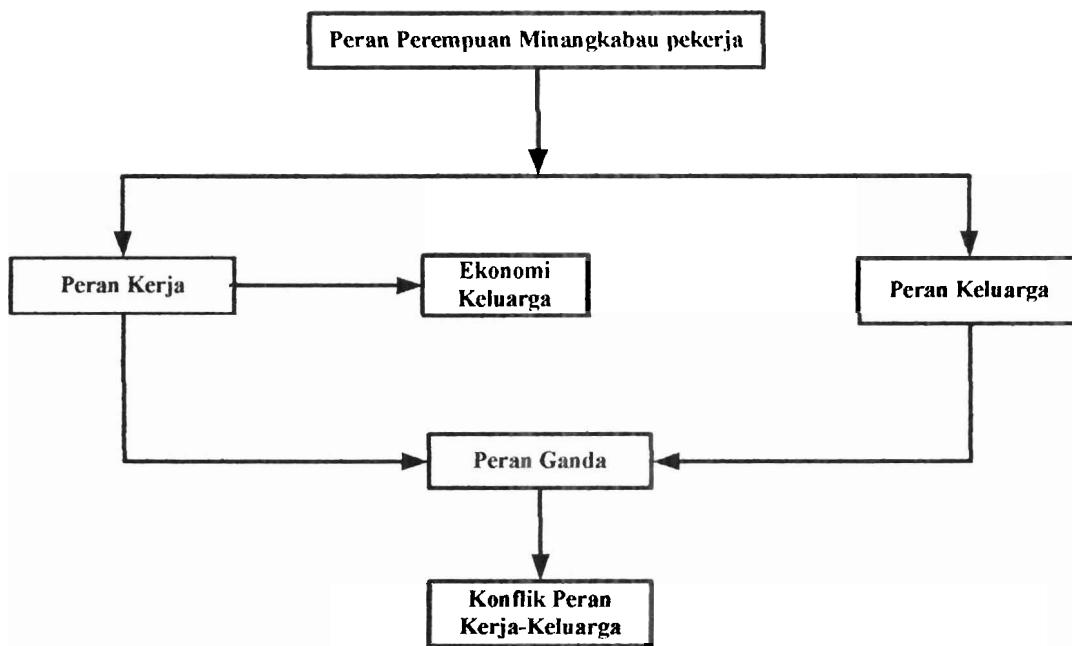 Peran Perempuan Minangkabau pekerja
Peran Kerja
Ekonomi
Keluarga
Peran Keluarga
Peran Ganda
Konflik Peran
Kerja-Keluarga